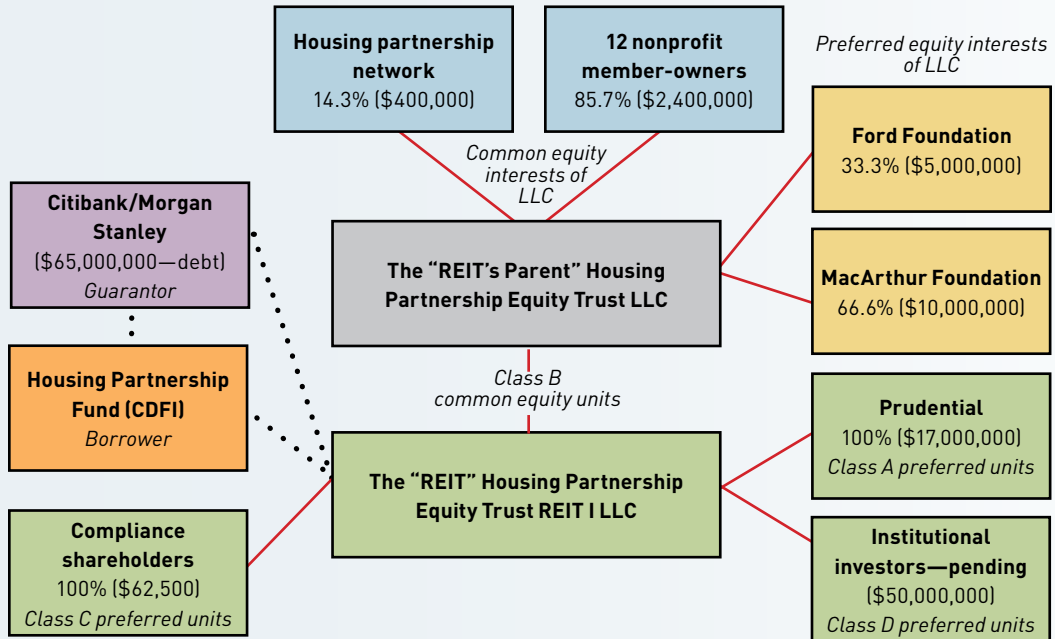 Housing partnership
network
14.3% ($400,000)
12 nonprofit
member-owners
85.7% ($2,400,000)
Preferred equity interests
of LLC
Common equity
interests of
LLC
Ford Foundation
33.3% ($5,000,000)
Citibank/Morgan
Stanley
($65,000,000—debt)
Guarantor
The “REIT’s Parent” Housing
Partnership Equity Trust LLC
MacArthur Foundation
66.6% ($10,000,000)
Housing Partnership
Fund (CDFI)
Borrower
Class B
common equity units
Prudential
100% ($17,000,000)
Class A preferred units
The “REIT” Housing Partnership
Equity Trust REIT I LLC
Compliance
shareholders
100% ($62,500)
Class C preferred units
Institutional
investors—pending
($50,000,000)
Class D preferred units